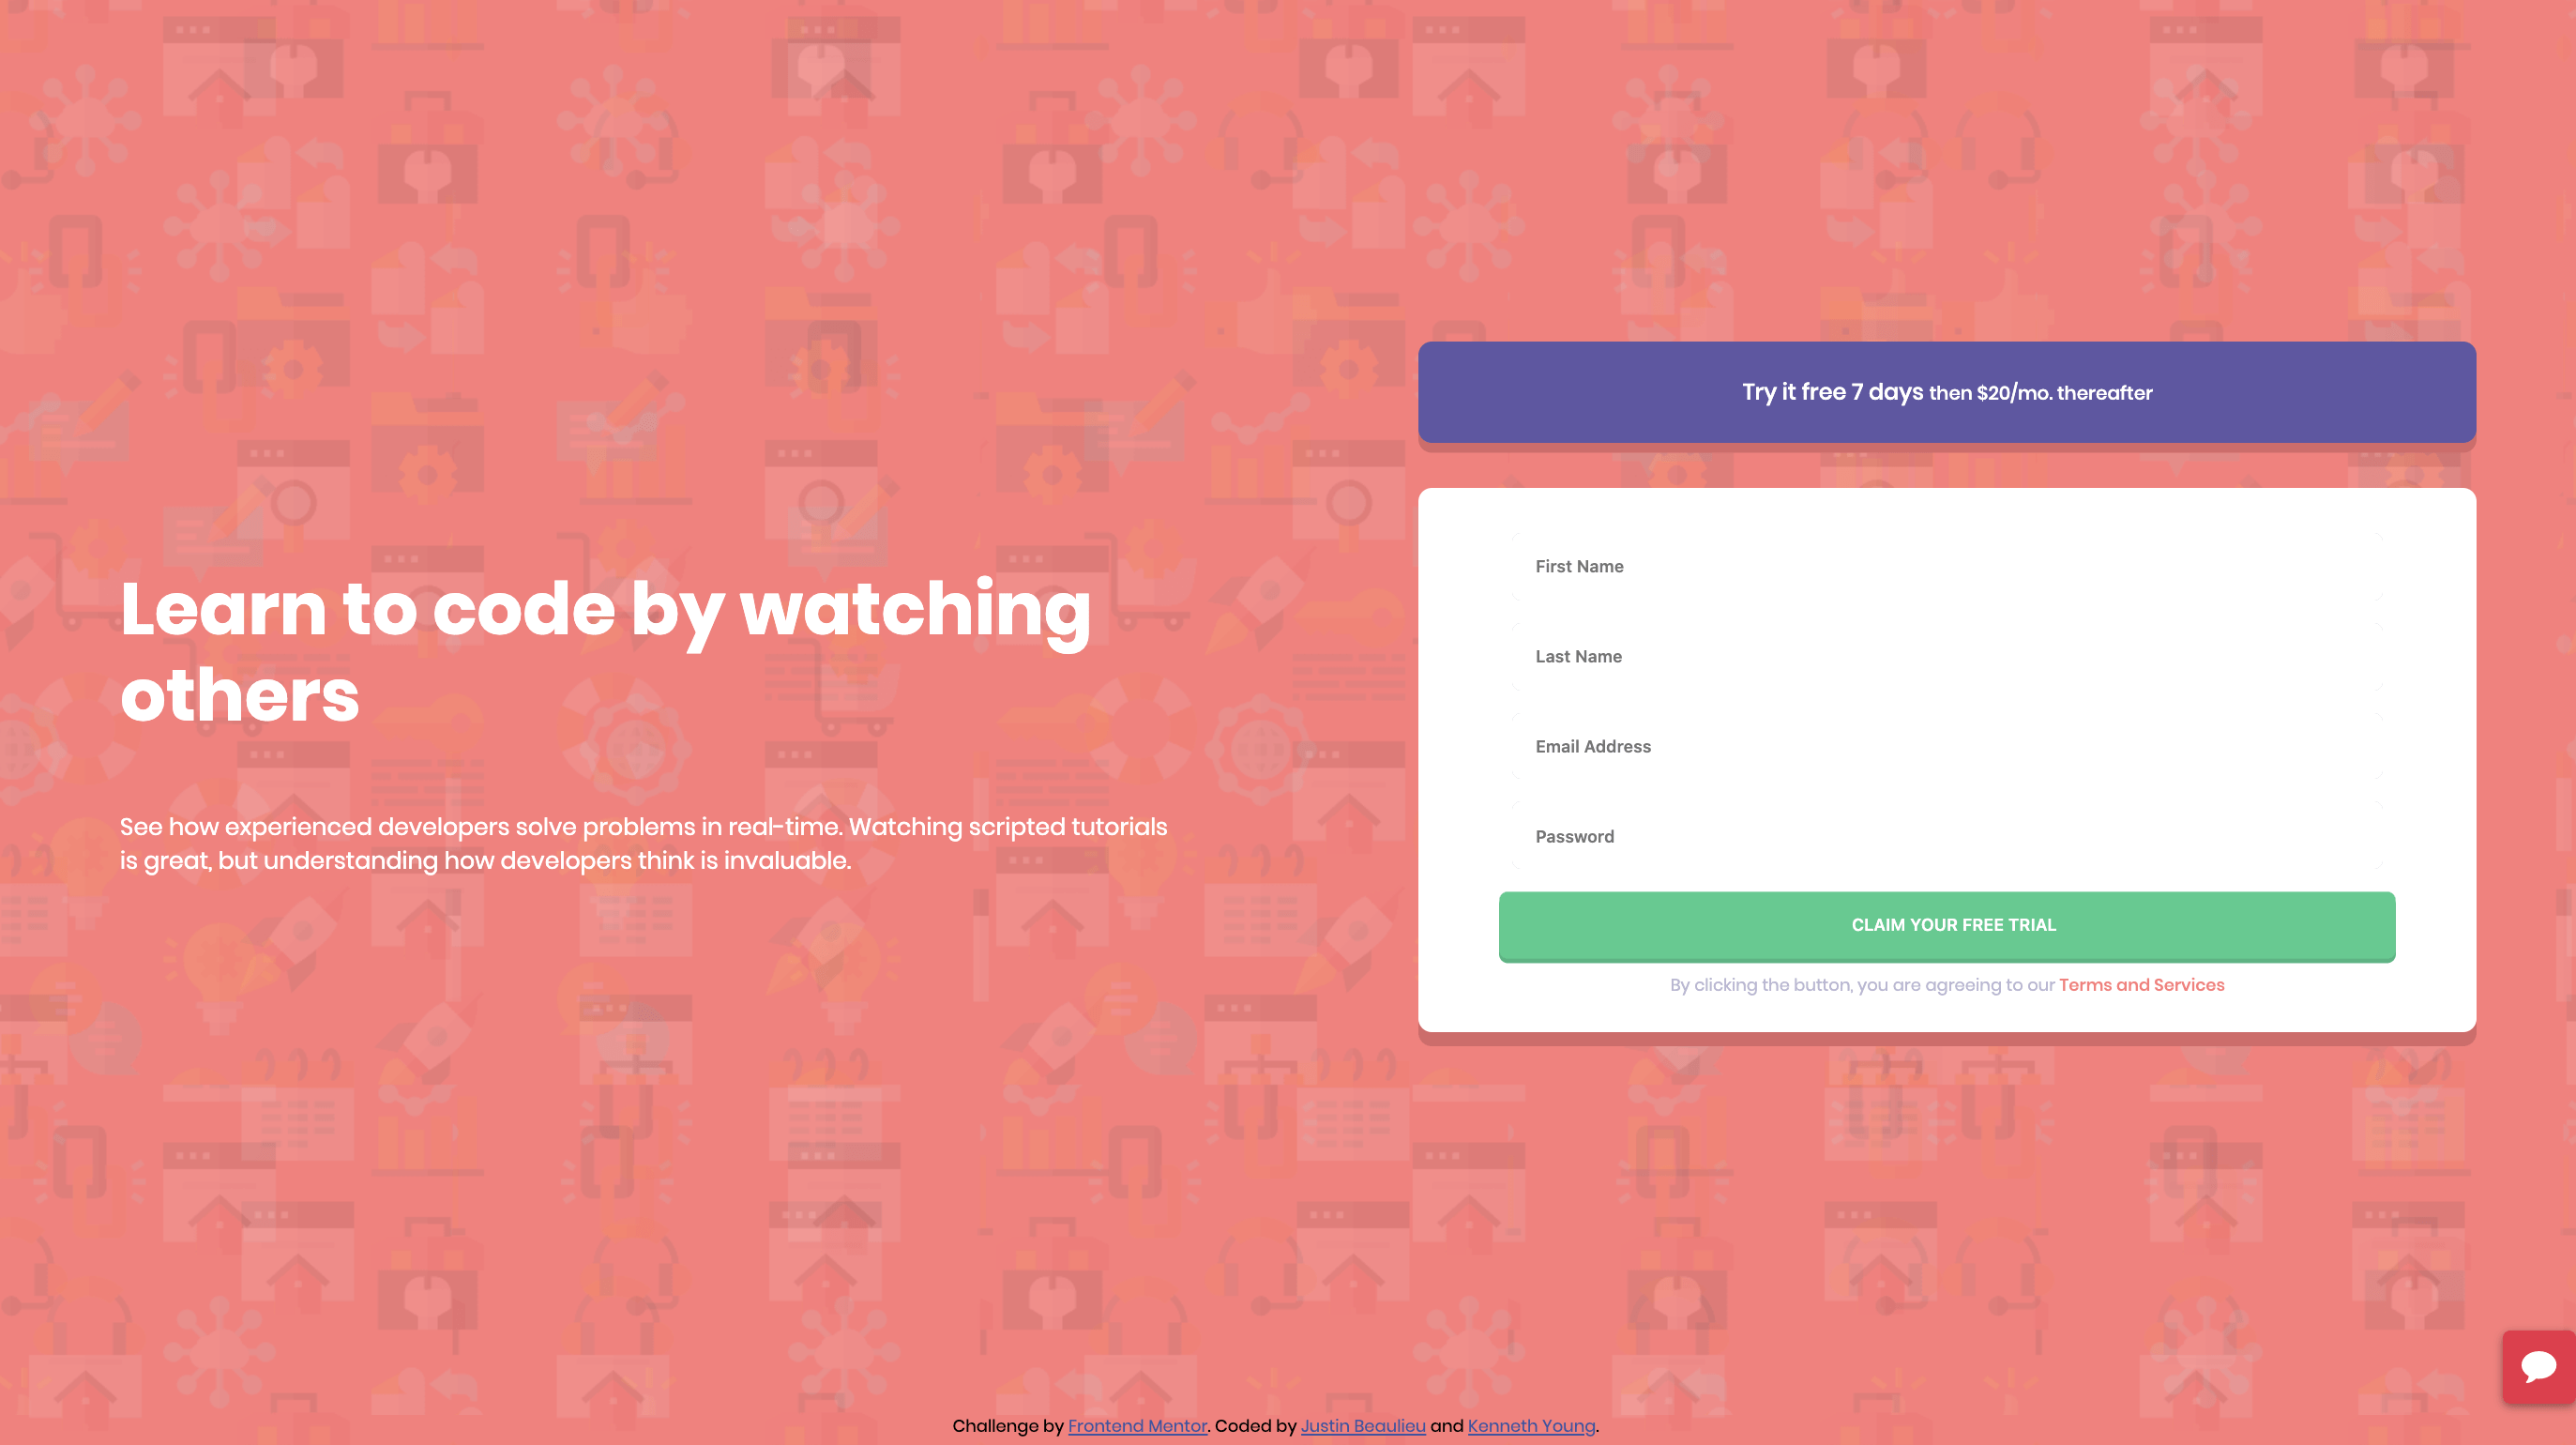 Learn to code by watching
others
See how experienced developers solve problems in real-time. Watching scripted tutorials
is great, but understanding how developers think is invaluable.
Try it free 7 days then $20/mo. thereafter
First Name
Last Name
Email Address
Password
CLAIM YOUR FREE TRIAL
By clicking the button, you are agreeing to our Terms and Services
Challenge by Frontend Mentor. Coded by Justin Beaulieu and Kenneth Young.